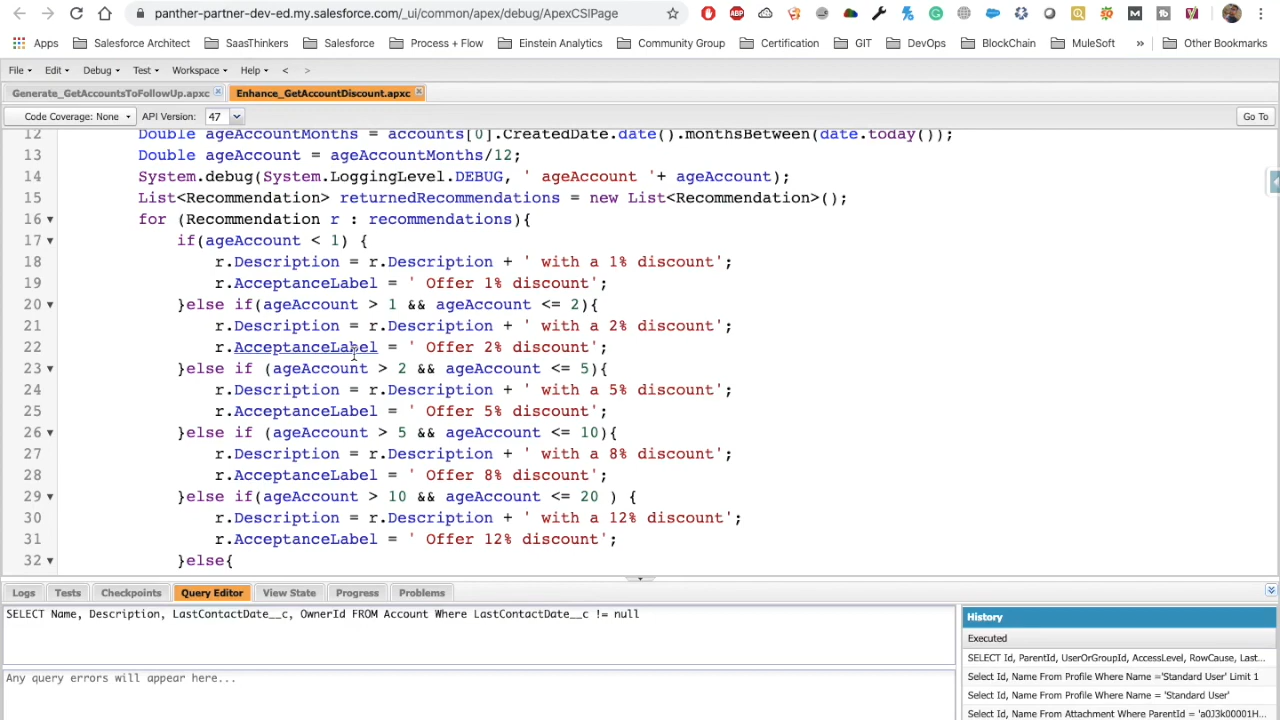 panther-partner-dev-ed.my.salesforce.com/_ui/common/apex/debug/ApexCSIPage
Apps Salesforce Architect SaasThinkers Salesforce Process + Flow Einstein Analytics Community Group Certification GIT DevOps BlockChain MuleSoft » Other Bookmarks
File Edit Debug Test Workspace Help < >
Generate_GetAccountsToFollowUp.apxc Enhance_GetAccountDiscount.apxc
Code Coverage: None API Version: 47 Go To
12 Double ageAccountMonths = accounts[0].CreatedDate.date().monthsBetween(date.today());
13 Double ageAccount = ageAccountMonths/12;
14 System.debug(System.LoggingLevel.DEBUG, ' ageAccount '+ ageAccount);
15 List<Recommendation> returnedRecommendations = new List<Recommendation>();
16 for (Recommendation r : recommendations){
17 if(ageAccount < 1) {
18 r.Description = r.Description + ' with a 1% discount';
19 r.AcceptanceLabel = ' Offer 1% discount';
20 }else if(ageAccount > 1 && ageAccount <= 2){
21 r.Description = r.Description + ' with a 2% discount';
22 r.AcceptanceLabel = ' Offer 2% discount';
23 }else if (ageAccount > 2 && ageAccount <= 5){
24 r.Description = r.Description + ' with a 5% discount';
25 r.AcceptanceLabel = ' Offer 5% discount';
26 }else if (ageAccount > 5 && ageAccount <= 10){
27 r.Description = r.Description + ' with a 8% discount';
28 r.AcceptanceLabel = ' Offer 8% discount';
29 }else if(ageAccount > 10 && ageAccount <= 20 ) {
30 r.Description = r.Description + ' with a 12% discount';
31 r.AcceptanceLabel = ' Offer 12% discount';
32 }else{
Logs Tests Checkpoints Query Editor View State Progress Problems
SELECT Name, Description, LastContactDate__c, OwnerId FROM Account Where LastContactDate__c != null
Any query errors will appear here...
History
Executed
SELECT Id, ParentId, UserOrGroupId, AccessLevel, RowCause, Last...
Select Id, Name From Profile Where Name ='Standard User' Limit 1
Select Id, Name From Profile Where Name = 'Standard User'
Select Id, Name From Attachment Where ParentId = 'a0J3k00001H...